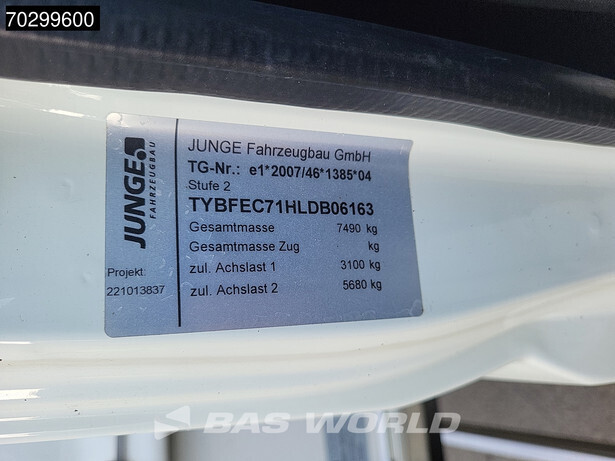 70299600
JUNGE
FAHRZEUGBAU
JUNGE Fahrzeugbau GmbH
TG-Nr.: e1*2007/46*1385*04
Stufe 2
TYBFEC71HLDB06163
Gesamtmasse 7490 kg
Gesamtmasse Zug kg
zul. Achslast 1 3100 kg
zul. Achslast 2 5680 kg
Projekt:
221013837
BAS WORLD